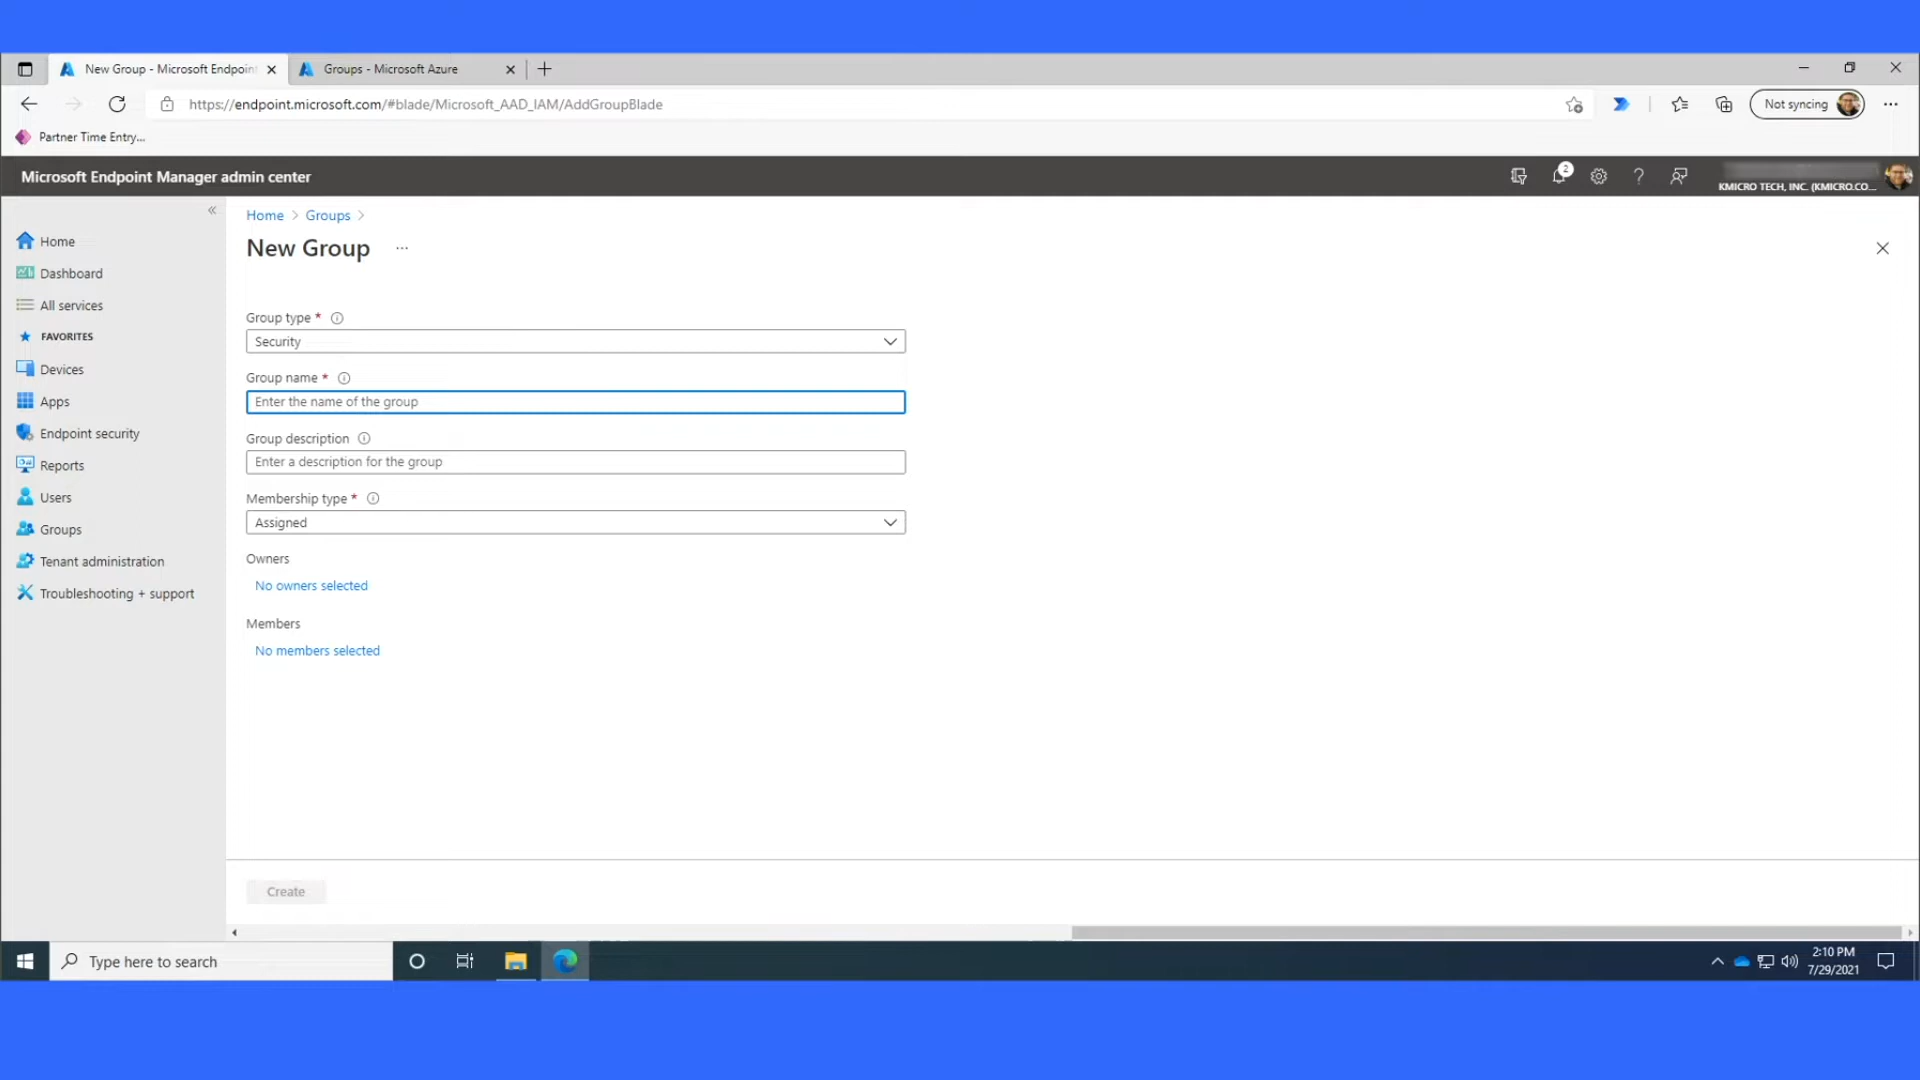 New Group - Microsoft Endpoin
Groups - Microsoft Azure
https://endpoint.microsoft.com/#blade/Microsoft_AAD_IAM/AddGroupBlade
Not syncing
Partner Time Entry...
Microsoft Endpoint Manager admin center
2
KMICRO TECH, INC. (KMICRO.CO...
Home > Groups >
New Group ...
Home
Dashboard
All services
FAVORITES
Devices
Apps
Endpoint security
Reports
Users
Groups
Tenant administration
Troubleshooting + support
Group type *
Security
Group name *
Enter the name of the group
Group description
Enter a description for the group
Membership type *
Assigned
Owners
No owners selected
Members
No members selected
Create
Type here to search
2:10 PM
7/29/2021